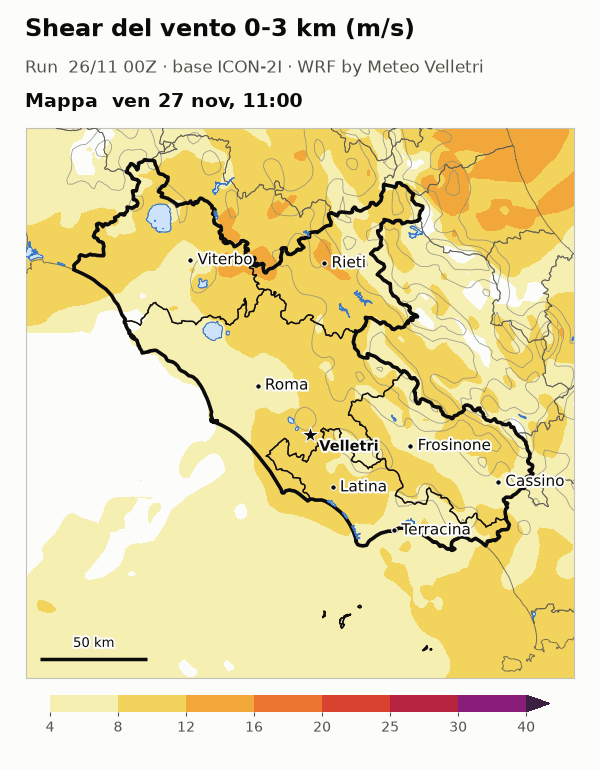 Shear del vento 0-3 km (m/s)
Run  26/11 00Z · base ICON-2I · WRF by Meteo Velletri
Mappa  ven 27 nov, 11:00
Viterbo
Rieti
Roma
Velletri
Frosinone
Cassino
Latina
Terracina
50 km
4 8 12 16 20 25 30 40